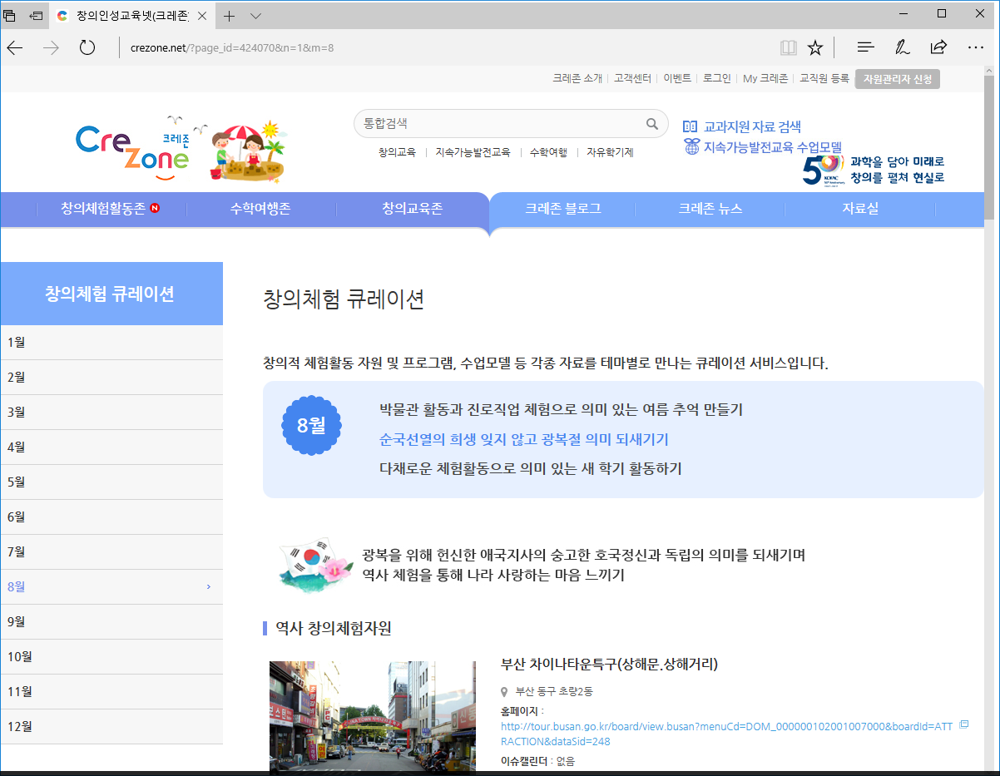 창의인성교육넷(크레존)
crezone.net/?page_id=424070&n=1&m=8
크레존 소개 고객센터 이벤트 로그인 My 크레존 교직원 등록 자원관리자 신청
Crezone 크레존
통합검색
창의교육 지속가능발전교육 수학여행 자유학기제
교과지원 자료 검색
지속가능발전교육 수업모델
50 KOFAC
과학을 담아 미래로
창의를 펼쳐 현실로
창의체험활동존 N 수학여행존 창의교육존 크레존 블로그 크레존 뉴스 자료실
창의체험 큐레이션
1월
2월
3월
4월
5월
6월
7월
8월
9월
10월
11월
12월
창의체험 큐레이션
창의적 체험활동 자원 및 프로그램, 수업모델 등 각종 자료를 테마별로 만나는 큐레이션 서비스입니다.
8월
박물관 활동과 진로직업 체험으로 의미 있는 여름 추억 만들기
순국선열의 희생 잊지 않고 광복절 의미 되새기기
다채로운 체험활동으로 의미 있는 새 학기 활동하기
광복을 위해 헌신한 애국지사의 숭고한 호국정신과 독립의 의미를 되새기며
역사 체험을 통해 나라 사랑하는 마음 느끼기
역사 창의체험자원
부산 차이나타운특구(상해문.상해거리)
부산 동구 초량2동
홈페이지 :
http://tour.busan.go.kr/board/view.busan?menuCd=DOM_000000102001007000&boardId=ATT
RACTION&dataSid=248
이슈캘린더 : 없음